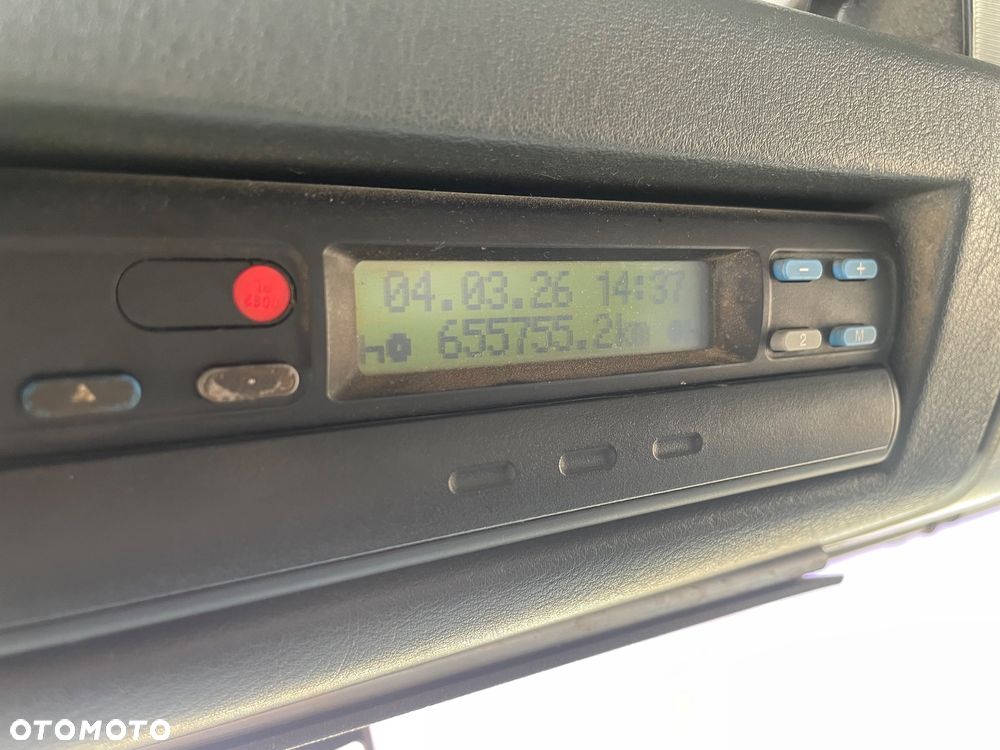 04.03.26 14:37
655755.2km
- +
2 M
OTOMOTO